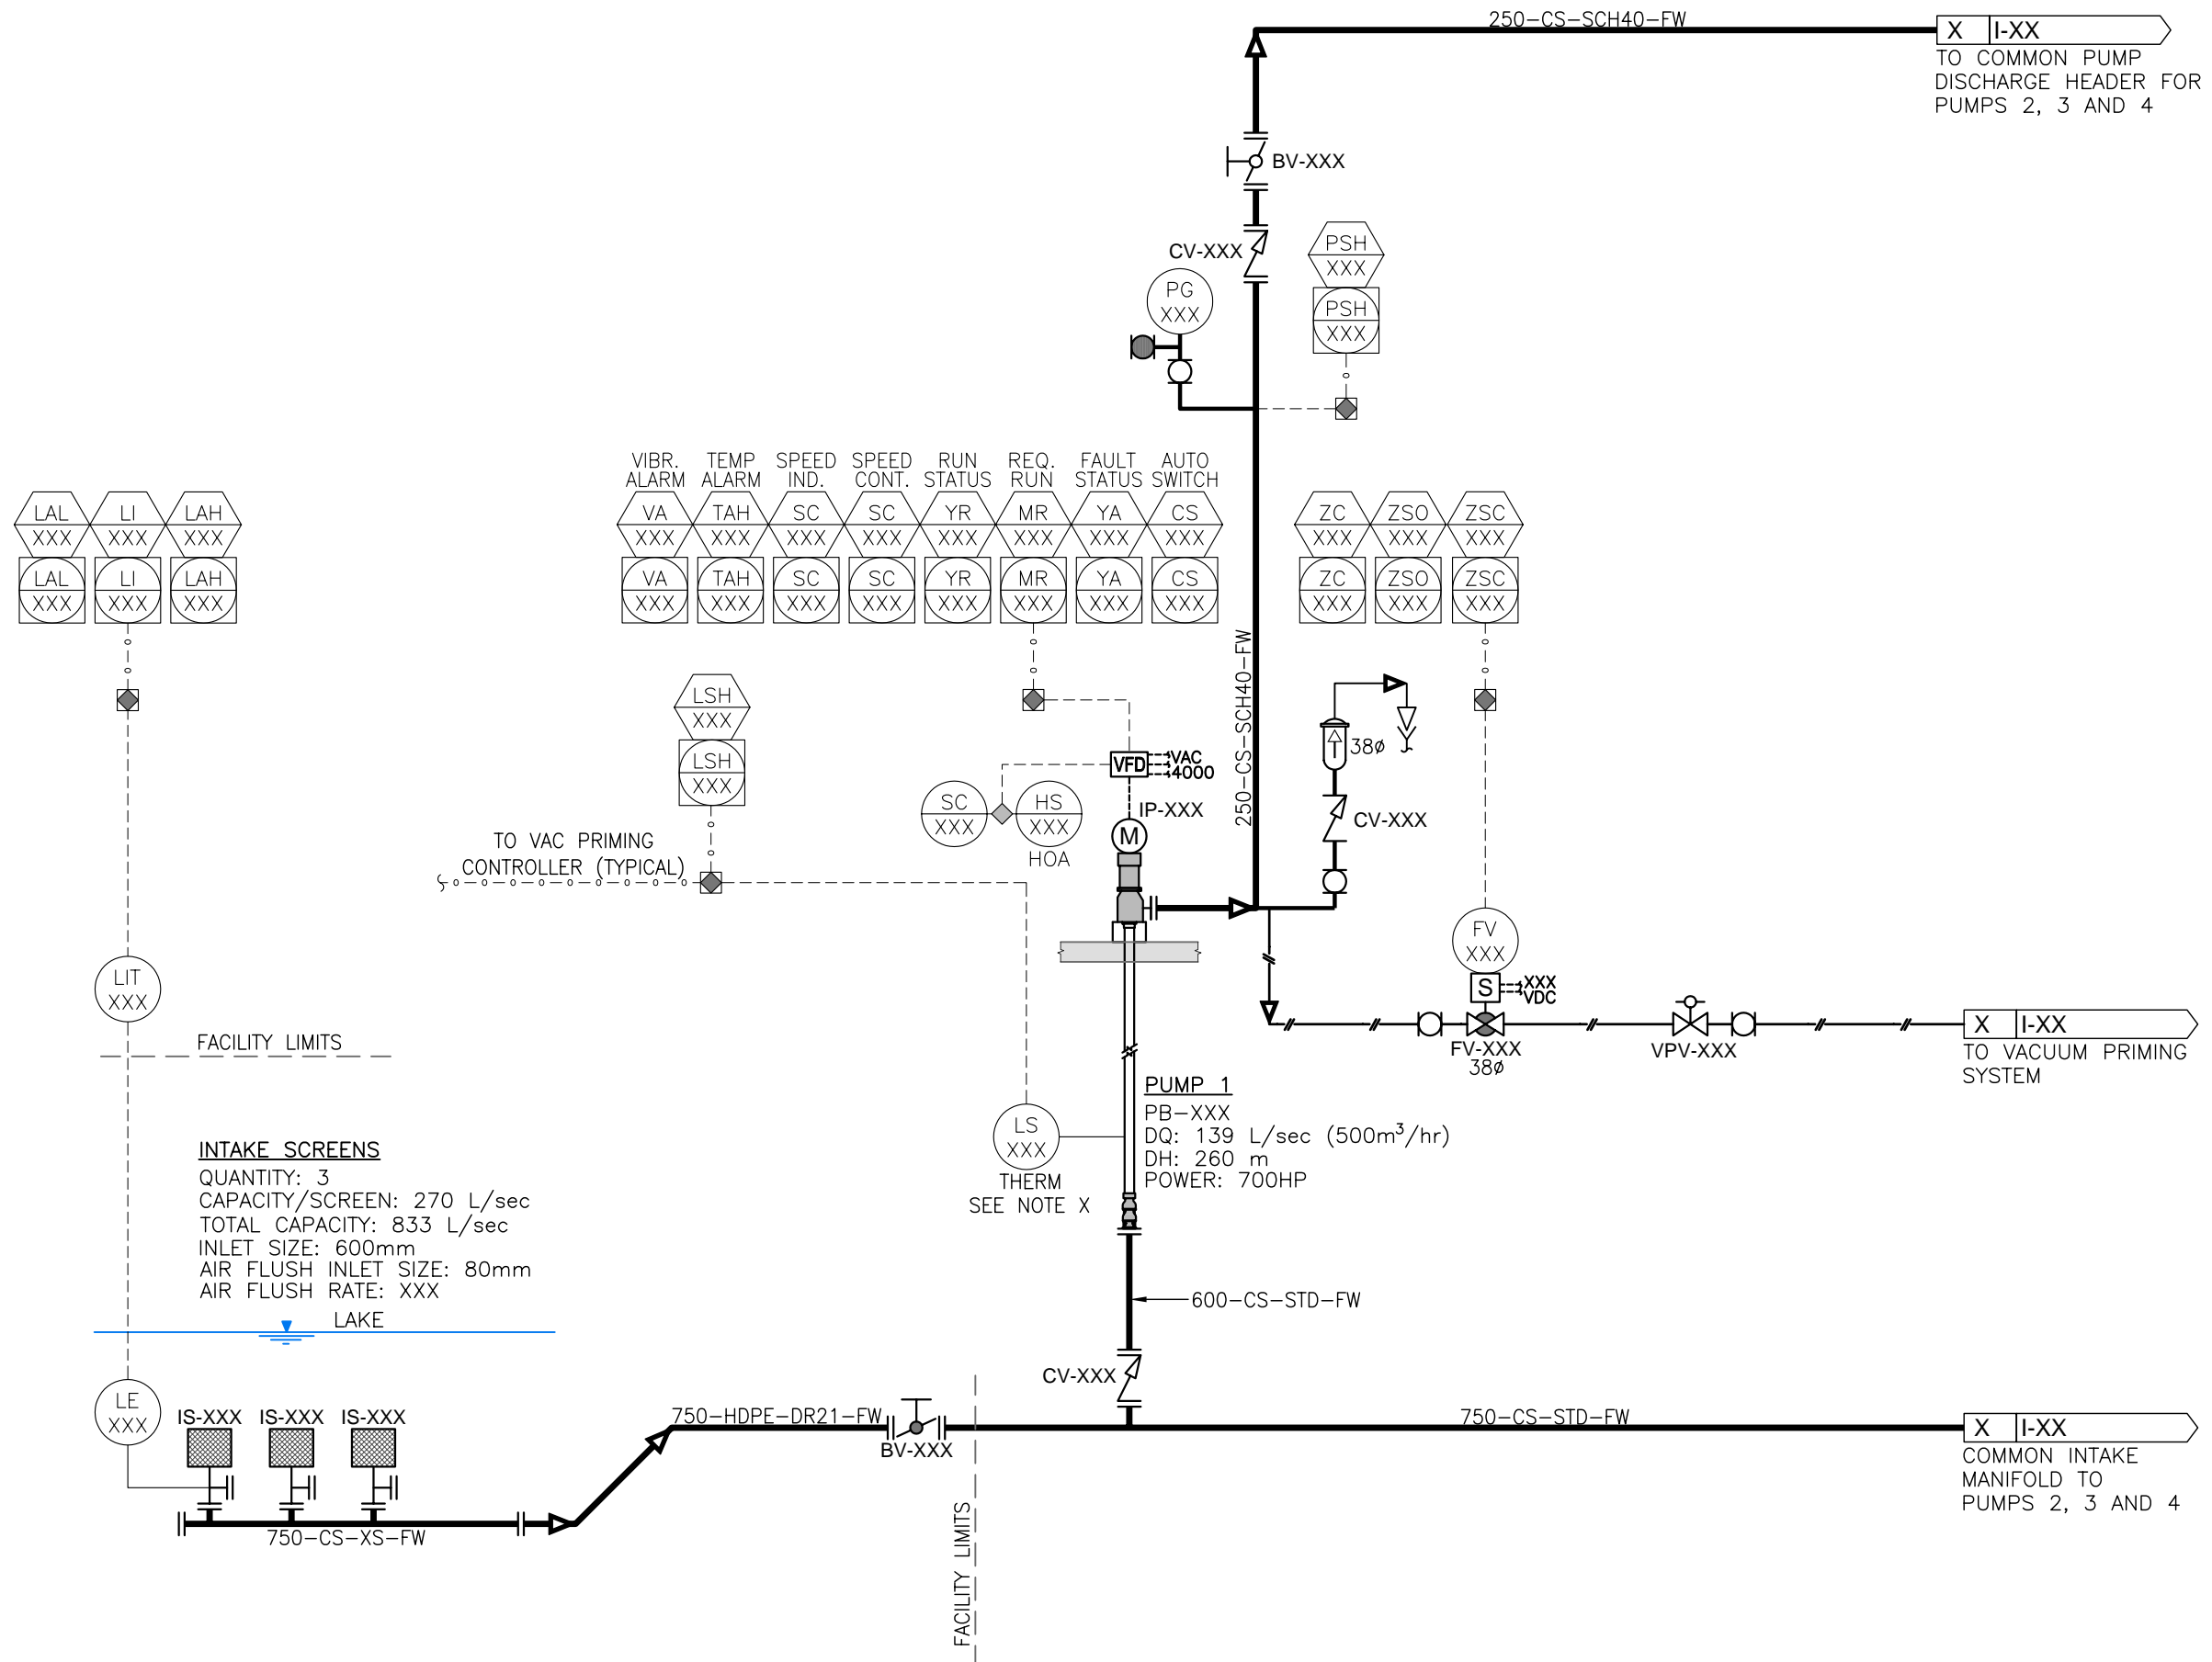 250-CS-SCH40-FW
X I-XX
TO COMMON PUMP
DISCHARGE HEADER FOR
PUMPS 2, 3 AND 4
BV-XXX
CV-XXX
PSH
XXX
PSH
XXX
PG
XXX
VIBR.
ALARM
TEMP
ALARM
SPEED
IND.
SPEED
CONT.
RUN
STATUS
REQ.
RUN
FAULT
STATUS
AUTO
SWITCH
LAL
XXX
LI
XXX
LAH
XXX
LAL
XXX
LI
XXX
LAH
XXX
VA
XXX
TAH
XXX
SC
XXX
SC
XXX
YR
XXX
MR
XXX
YA
XXX
CS
XXX
VA
XXX
TAH
XXX
SC
XXX
SC
XXX
YR
XXX
MR
XXX
YA
XXX
CS
XXX
ZC
XXX
ZSO
XXX
ZSC
XXX
ZC
XXX
ZSO
XXX
ZSC
XXX
250-CS-SCH40-FW
LSH
XXX
LSH
XXX
TO VAC PRIMING
CONTROLLER (TYPICAL)
VFD
VAC
4000
SC
XXX
HS
XXX
HOA
IP-XXX
M
38ø
CV-XXX
FV
XXX
S
XXX
VDC
FV-XXX
38ø
VPV-XXX
X I-XX
TO VACUUM PRIMING
SYSTEM
LIT
XXX
FACILITY LIMITS
PUMP 1
PB-XXX
DQ: 139 L/sec (500m³/hr)
DH: 260 m
POWER: 700HP
LS
XXX
THERM
SEE NOTE X
INTAKE SCREENS
QUANTITY: 3
CAPACITY/SCREEN: 270 L/sec
TOTAL CAPACITY: 833 L/sec
INLET SIZE: 600mm
AIR FLUSH INLET SIZE: 80mm
AIR FLUSH RATE: XXX
LAKE
600-CS-STD-FW
CV-XXX
LE
XXX
IS-XXX
IS-XXX
IS-XXX
750-HDPE-DR21-FW
BV-XXX
750-CS-STD-FW
X I-XX
COMMON INTAKE
MANIFOLD TO
PUMPS 2, 3 AND 4
750-CS-XS-FW
FACILITY LIMITS